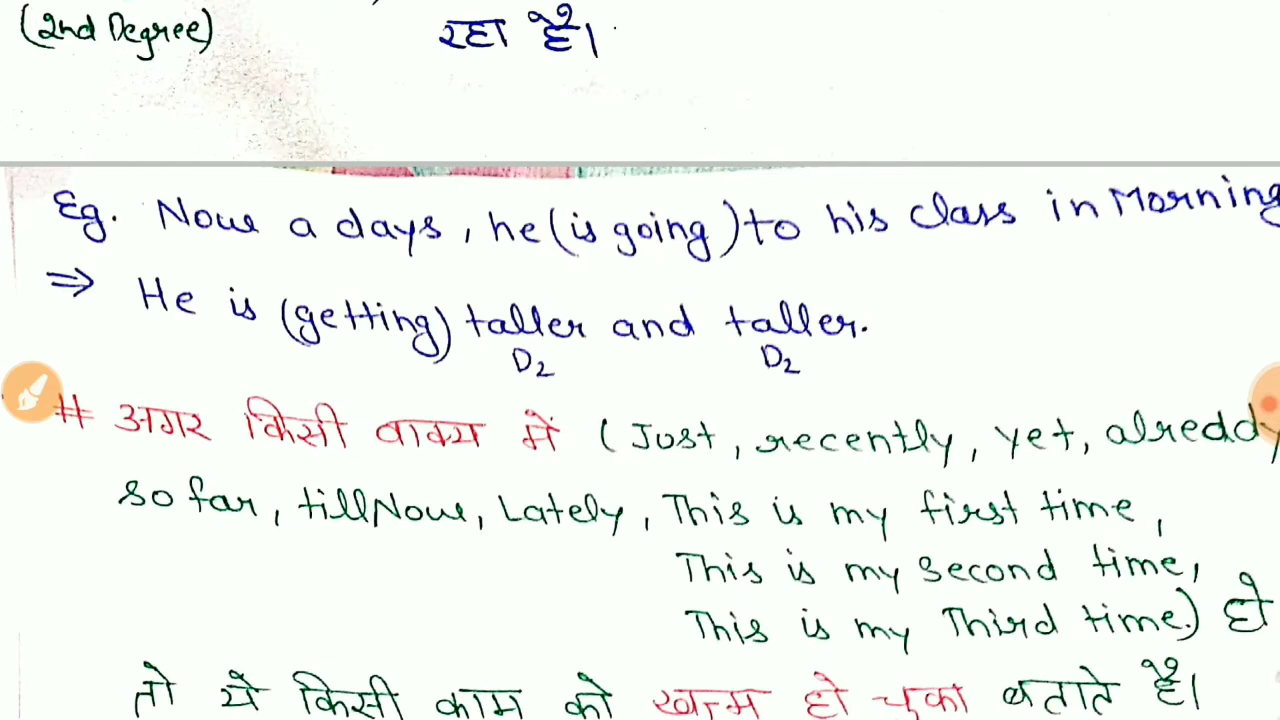 (2nd Degree) रहा है।
Eg. Now a days, he (is going) to his class in Morning
⇒ He is (getting) taller and taller.
D2 D2
# अगर किसी वाक्य में (Just, recently, yet, alreddy
so far, till Now, Lately, This is my first time,
This is my second time,
This is my Third time.) हो
तो ये किसी काम को खत्म हो चुका बताते है।